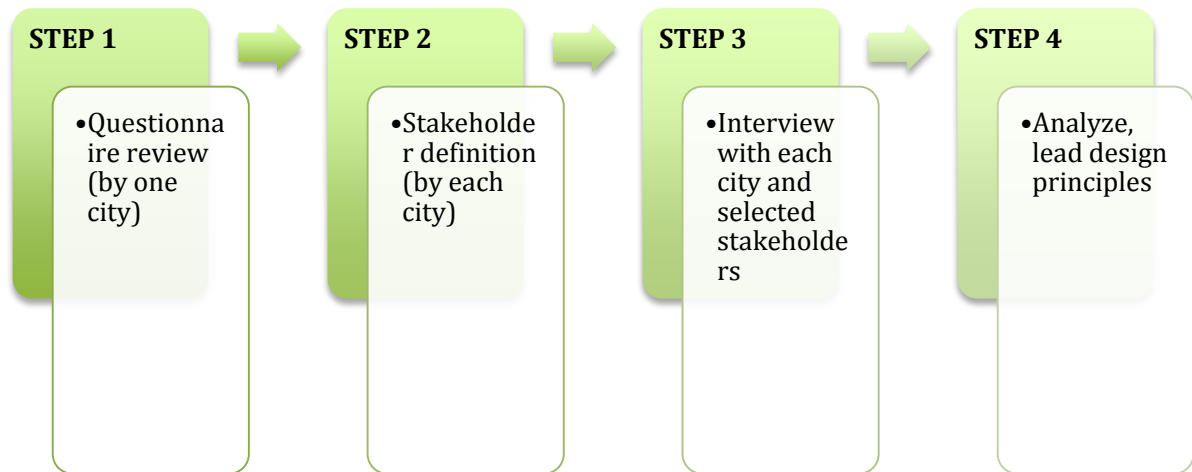 STEP 1
•Questionna
ire review
(by one
city)
STEP 2
•Stakeholde
r definition
(by each
city)
STEP 3
•Interview
with each
city and
selected
stakeholde
rs
STEP 4
•Analyze,
lead design
principles